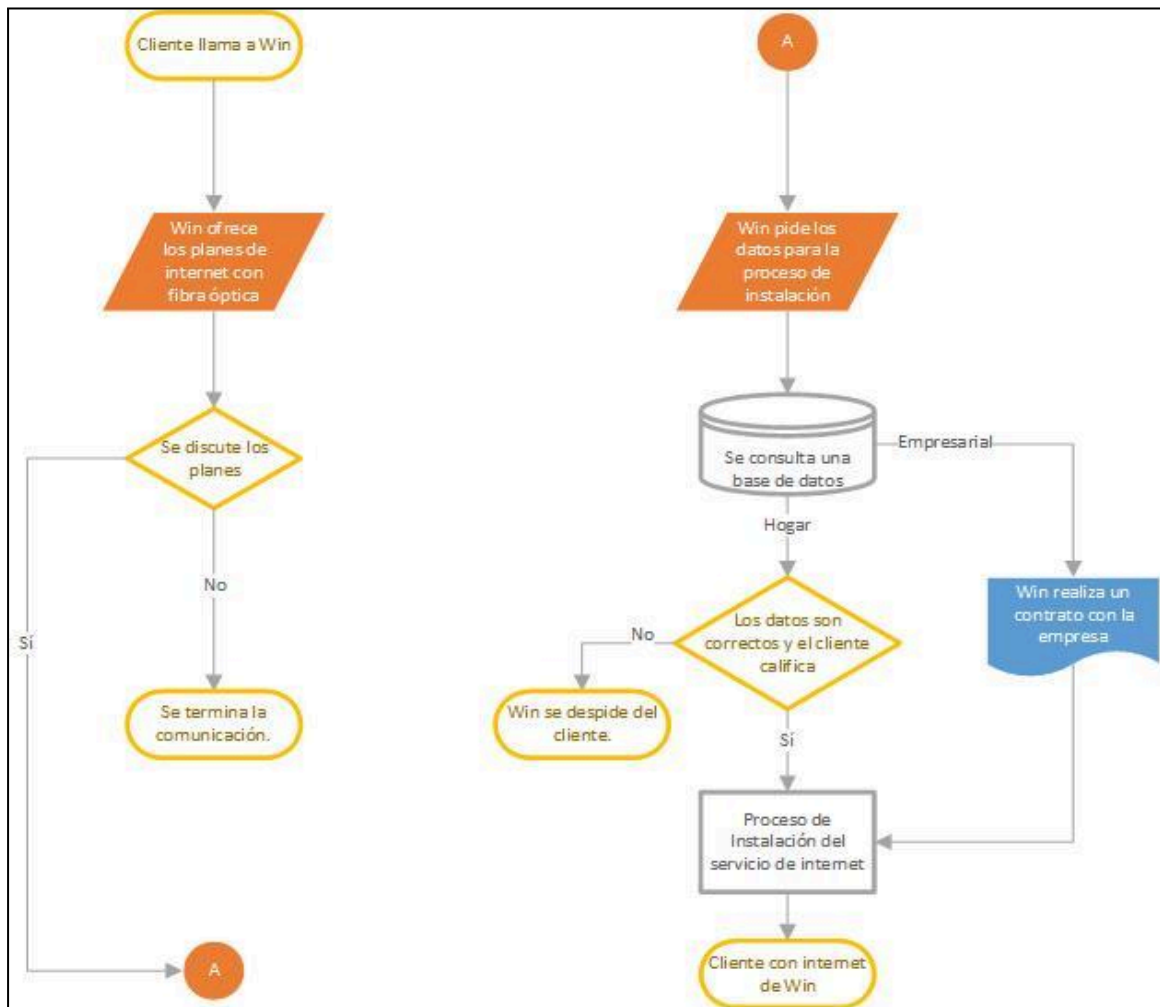 Cliente llama a Win
Win ofrece
los planes de
internet con
fibra óptica
Se discute los
planes
Sí
No
Se termina la
comunicación.
A
A
Win pide los
datos para la
proceso de
instalación
Se consulta una
base de datos
Empresarial
Hogar
Win realiza un
contrato con la
empresa
Los datos son
correctos y el cliente
califica
No
Win se despide del
cliente.
Sí
Proceso de
Instalación del
servicio de internet
Cliente con internet
de Win